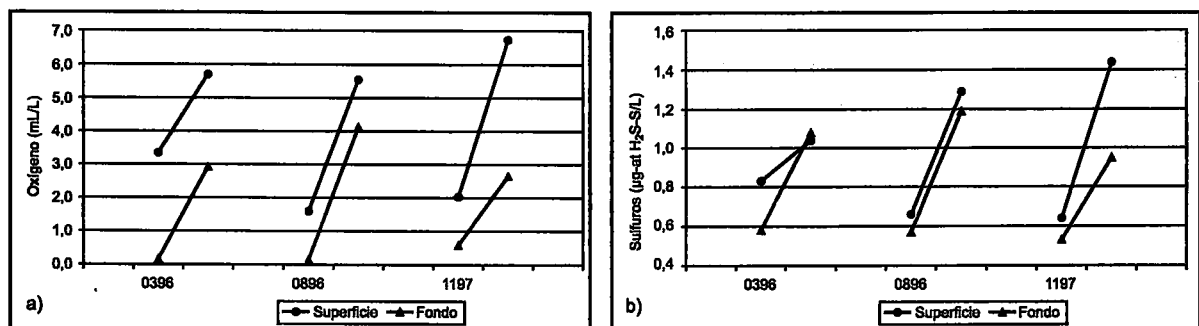 7,0
6,0
5,0
4,0
3,0
2,0
1,0
0,0
Oxígeno (mL/L)
0396
0896
1197
a)
Superficie
Fondo
1,6
1,4
1,2
1,0
0,8
0,6
0,4
Sulfuros (µg-at H₂S-S/L)
0396
0896
1197
b)
Superficie
Fondo